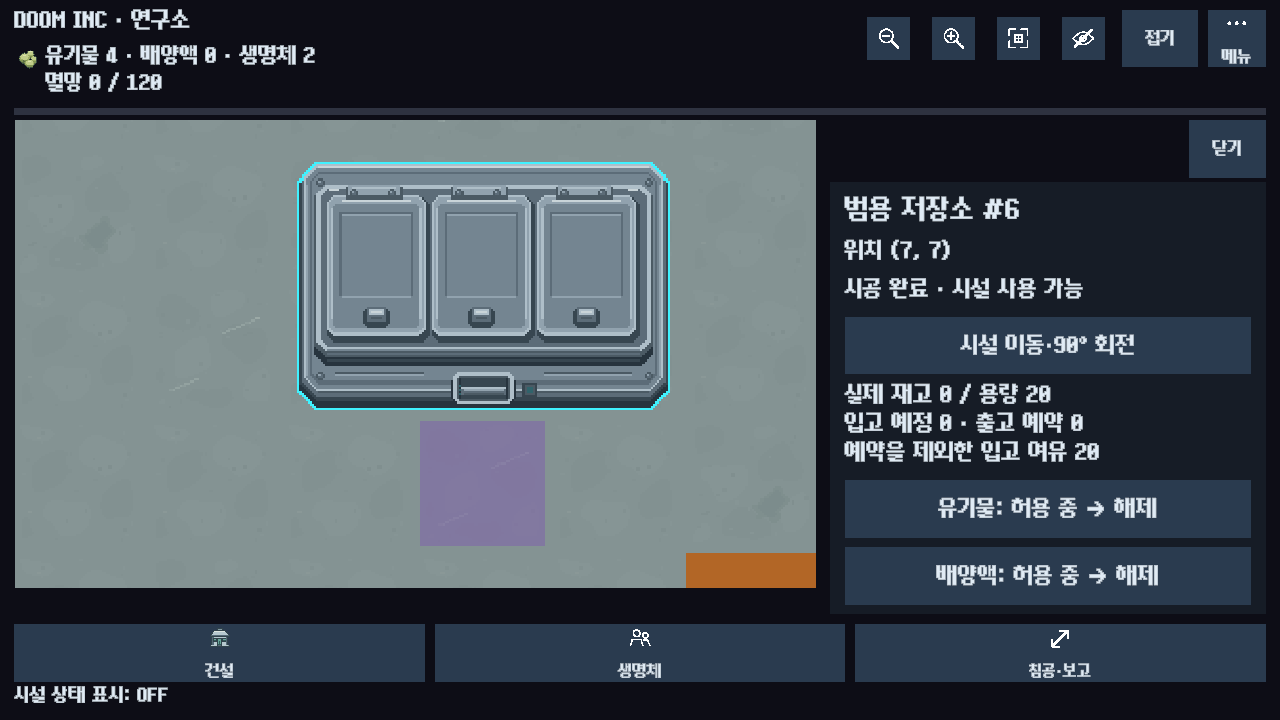 DOOM INC · 연구소
유기물 4 · 배양액 0 · 생명체 2
멸망 0 / 120
접기
메뉴
닫기
범용 저장소 #6
위치 (7, 7)
시공 완료 · 시설 사용 가능
시설 이동·90° 회전
실제 재고 0 / 용량 20
입고 예정 0 · 출고 예약 0
예약을 제외한 입고 여유 20
유기물: 허용 중 → 해제
배양액: 허용 중 → 해제
건설
생명체
침공·보고
시설 상태 표시: OFF